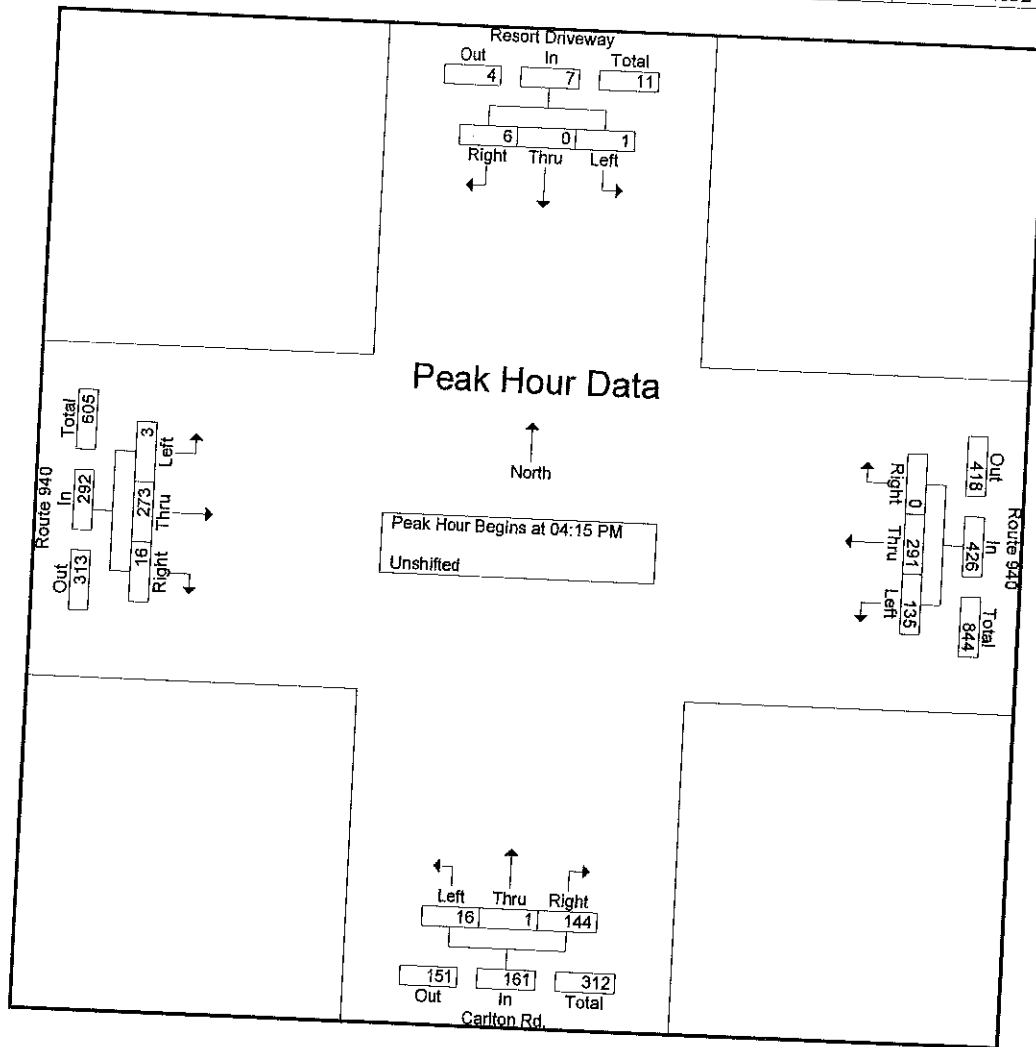 Resort Driveway
Out In Total
4 7 11
6 0 1
Right Thru Left
Peak Hour Data
North
Peak Hour Begins at 04:15 PM
Unshifted
Route 940
Total In Out
605 292 313
3 273 16
Left Thru Right
Route 940
Out In Total
418 426 844
0 291 135
Right Thru Left
Left Thru Right
16 1 144
151 161 312
Out In Total
Carlton Rd.